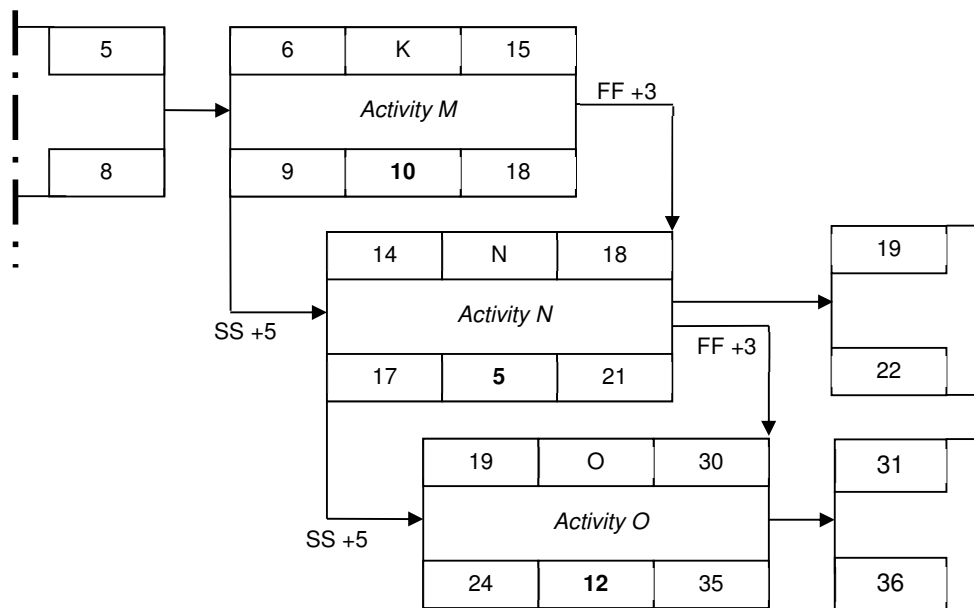 5
6 K 15
FF +3
Activity M
8
9 10 18
14 N 18
19
Activity N
SS +5
FF +3
17 5 21
22
19 O 30
31
Activity O
SS +5
24 12 35
36